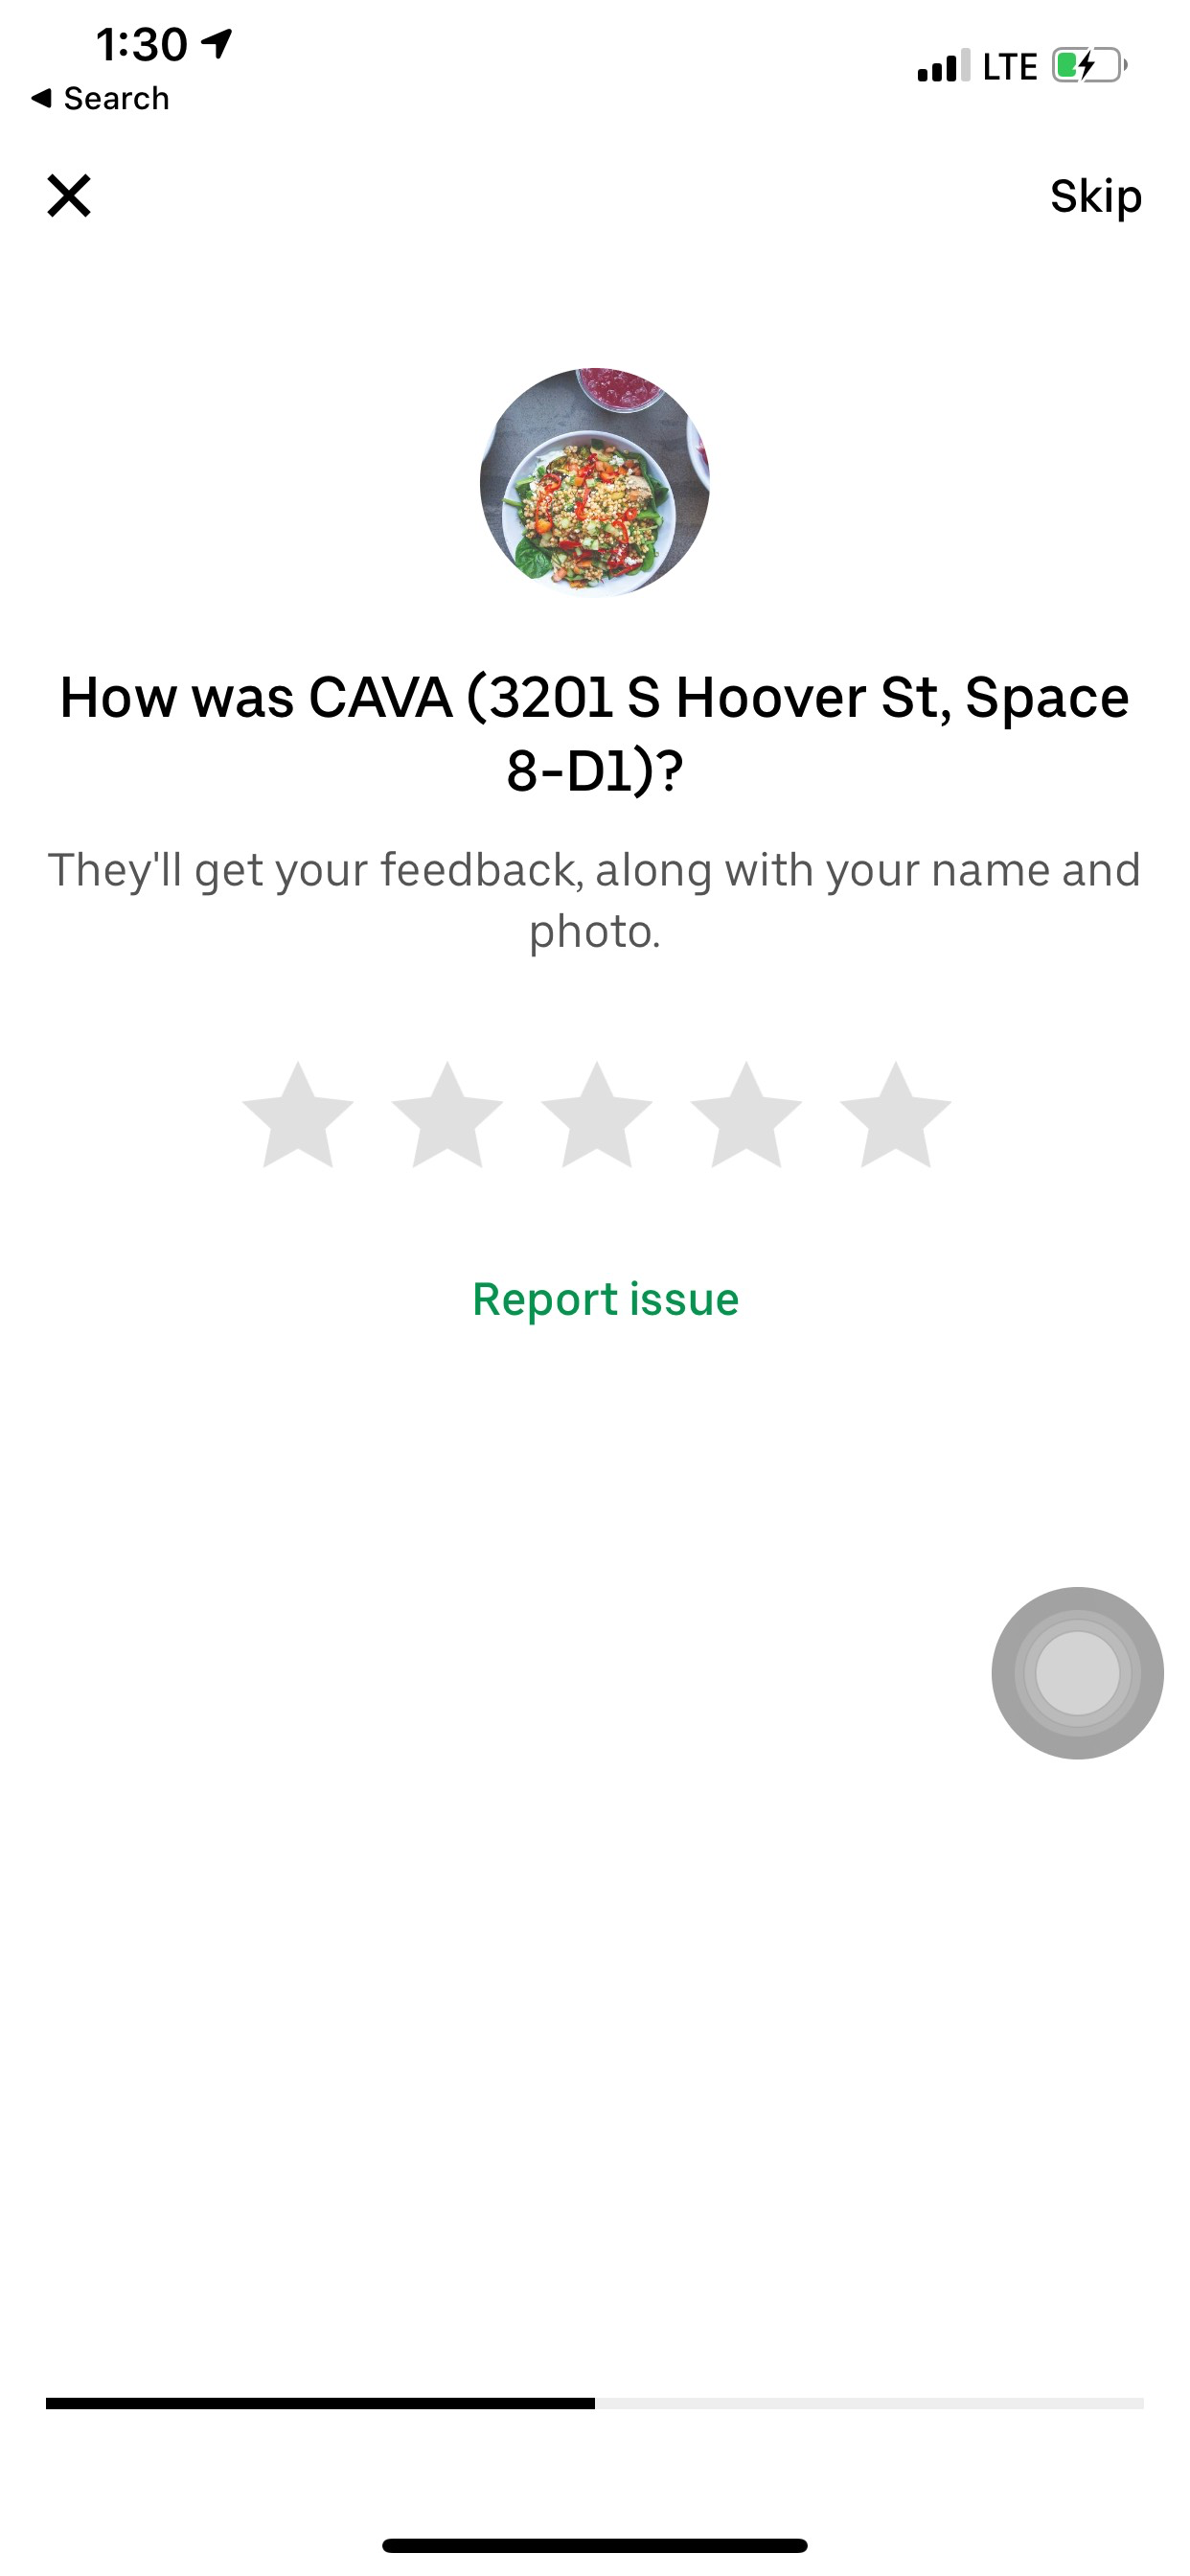 1:30
LTE
Search
Skip
How was CAVA (3201 S Hoover St, Space
8-D1)?
They'll get your feedback, along with your name and
photo.
Report issue